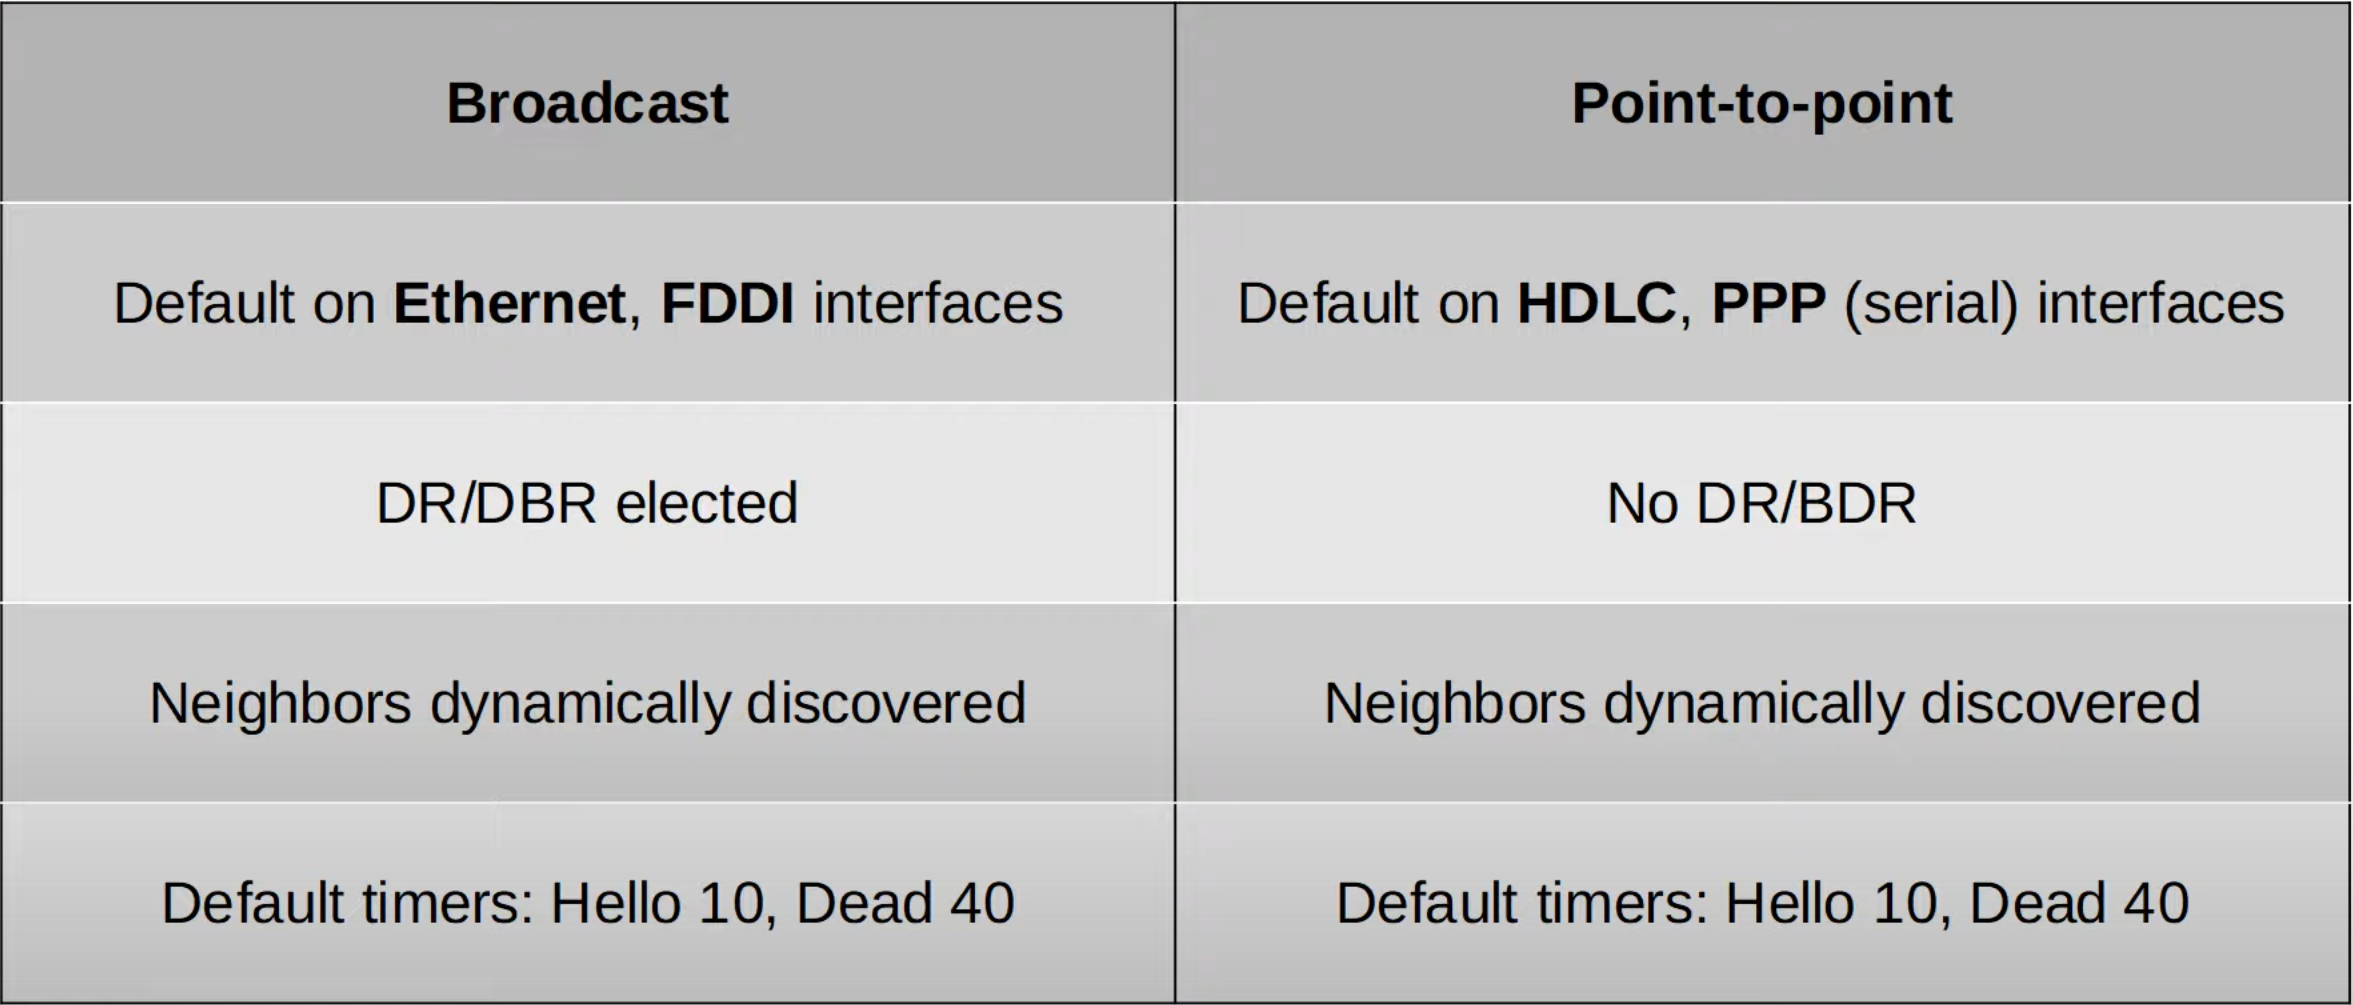 Broadcast
Point-to-point
Default on Ethernet, FDDI interfaces
Default on HDLC, PPP (serial) interfaces
DR/DBR elected
No DR/BDR
Neighbors dynamically discovered
Neighbors dynamically discovered
Default timers: Hello 10, Dead 40
Default timers: Hello 10, Dead 40